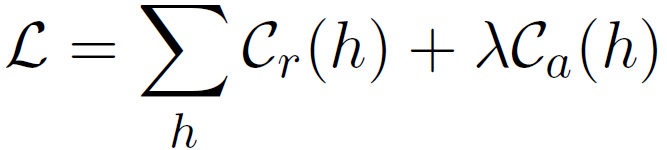 ℒ = ∑_h 𝒞_r(h) + λ𝒞_a(h)